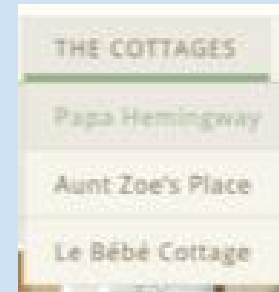 THE COTTAGES
Papa Hemingway
Aunt Zoe's Place
Le Bébé Cottage